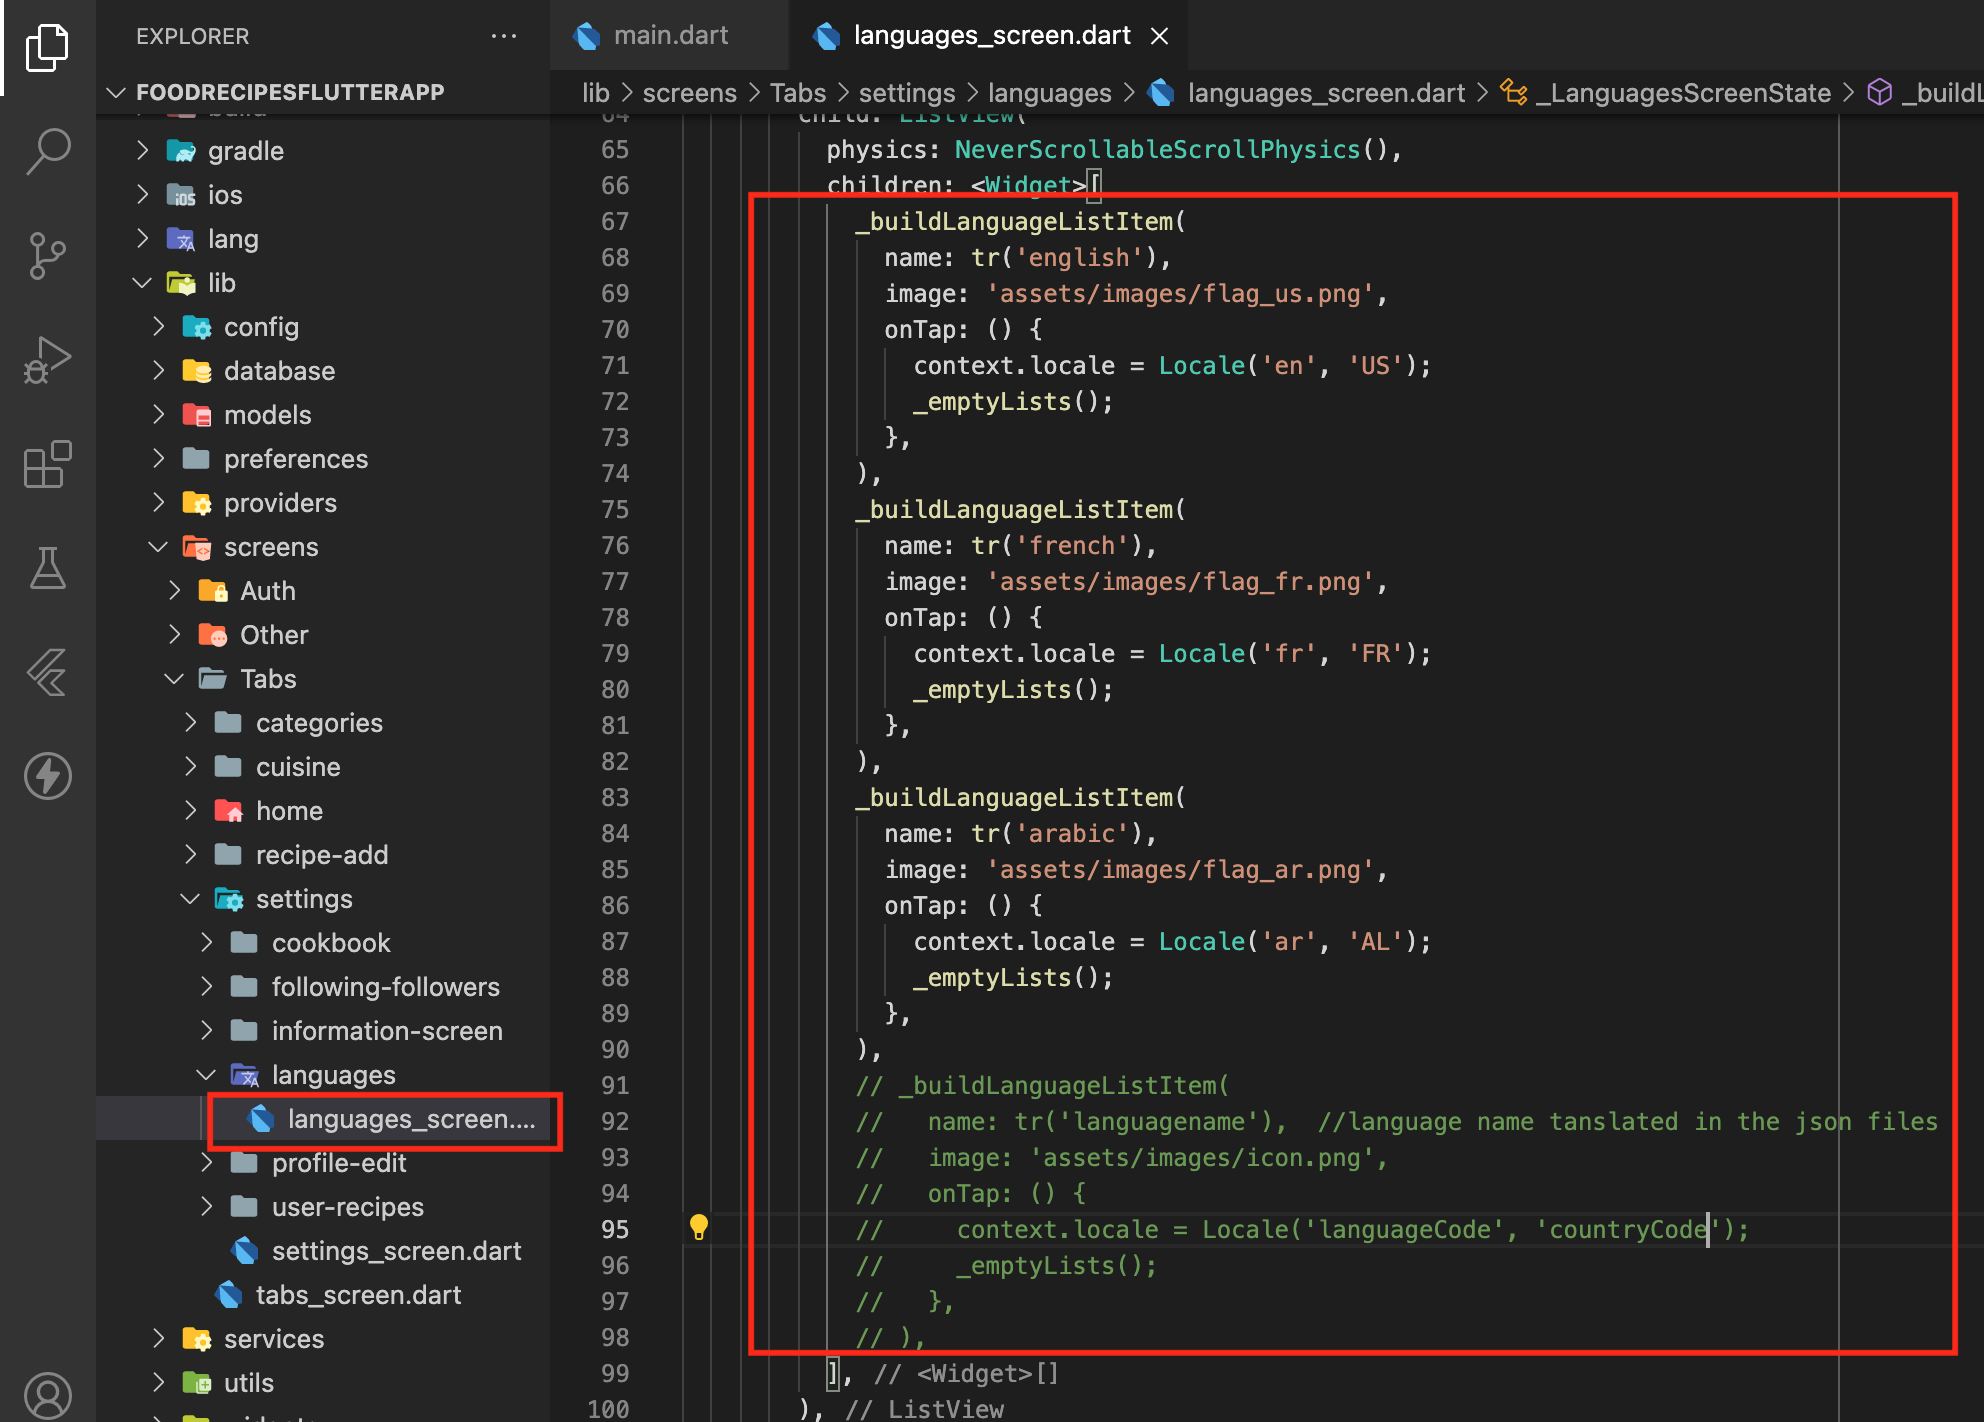 EXPLORER
FOODRECIPESFLUTTERAPP
build
gradle
ios
lang
lib
config
database
models
preferences
providers
screens
Auth
Other
Tabs
categories
cuisine
home
recipe-add
settings
cookbook
following-followers
information-screen
languages
languages_screen....
profile-edit
user-recipes
settings_screen.dart
tabs_screen.dart
services
utils
main.dart
languages_screen.dart
lib > screens > Tabs > settings > languages > languages_screen.dart > _LanguagesScreenState > _buildL
64 child: ListView(
65 physics: NeverScrollableScrollPhysics(),
66 children: <Widget>[
67 _buildLanguageListItem(
68 name: tr('english'),
69 image: 'assets/images/flag_us.png',
70 onTap: () {
71 context.locale = Locale('en', 'US');
72 _emptyLists();
73 },
74 ),
75 _buildLanguageListItem(
76 name: tr('french'),
77 image: 'assets/images/flag_fr.png',
78 onTap: () {
79 context.locale = Locale('fr', 'FR');
80 _emptyLists();
81 },
82 ),
83 _buildLanguageListItem(
84 name: tr('arabic'),
85 image: 'assets/images/flag_ar.png',
86 onTap: () {
87 context.locale = Locale('ar', 'AL');
88 _emptyLists();
89 },
90 ),
91 // _buildLanguageListItem(
92 // name: tr('languagename'), //language name tanslated in the json files
93 // image: 'assets/images/icon.png',
94 // onTap: () {
95 // context.locale = Locale('languageCode', 'countryCode');
96 // _emptyLists();
97 // },
98 // ),
99 ], // <Widget>[]
100 ), // ListView